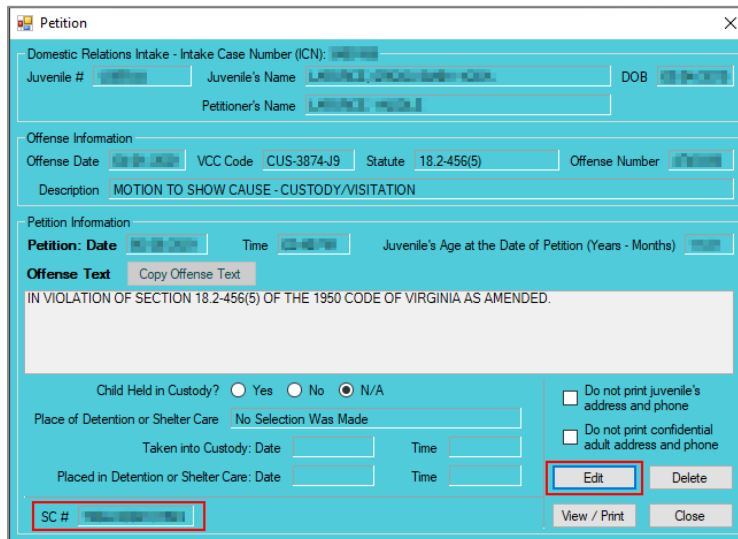 Petition
Domestic Relations Intake - Intake Case Number (ICN):
Juvenile # Juvenile's Name DOB
Petitioner's Name
Offense Information
Offense Date VCC Code CUS-3874-J9 Statute 18.2-456(5) Offense Number
Description MOTION TO SHOW CAUSE - CUSTODY/VISITATION
Petition Information
Petition: Date Time Juvenile's Age at the Date of Petition (Years - Months)
Offense Text Copy Offense Text
IN VIOLATION OF SECTION 18.2-456(5) OF THE 1950 CODE OF VIRGINIA AS AMENDED.
Child Held in Custody? Yes No N/A
Do not print juvenile's address and phone
Place of Detention or Shelter Care No Selection Was Made
Do not print confidential adult address and phone
Taken into Custody: Date Time
Placed in Detention or Shelter Care: Date Time
Edit Delete
SC #
View / Print Close